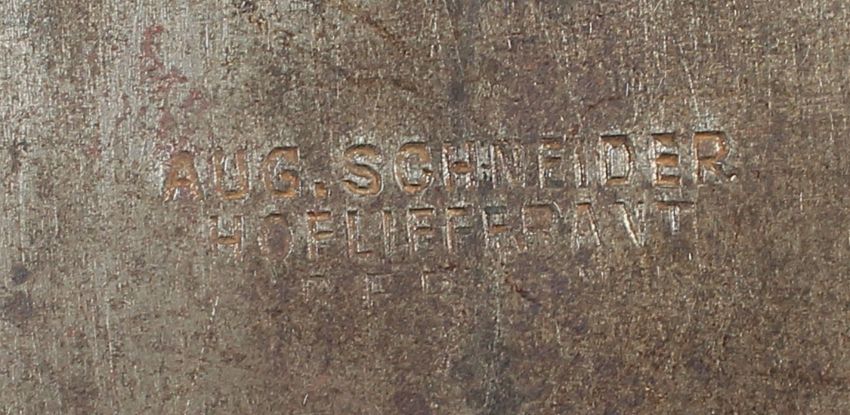 AUG. SCHNEIDER
HOFLIEFERANT